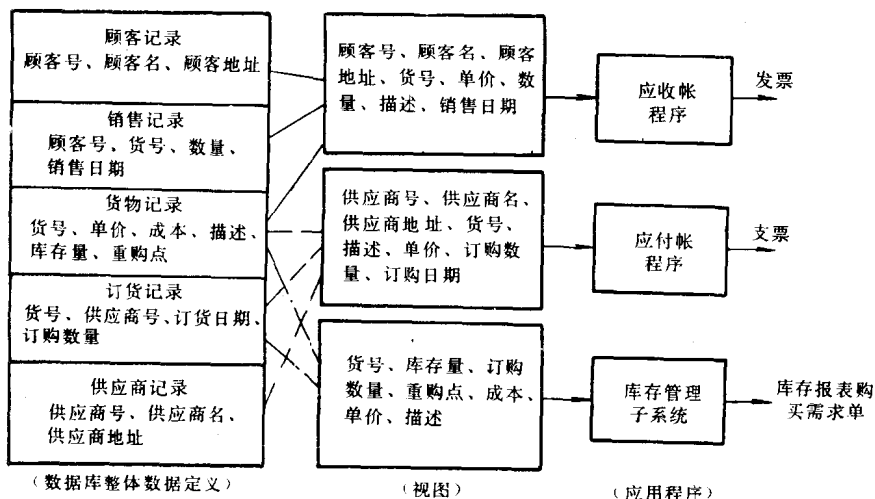 顾客记录
顾客号、顾客名、顾客地址
销售记录
顾客号、货号、数量、
销售日期
货物记录
货号、单价、成本、描述、
库存量、重购点
订货记录
货号、供应商号、订货日期、
订购数量
供应商记录
供应商号、供应商名、
供应商地址
（数据库整体数据定义）
顾客号、顾客名、顾客
地址、货号、单价、数
量、描述、销售日期
供应商号、供应商名、
供应商地址、货号、
描述、单价、订购数
量、订购日期
货号、库存量、订购
数量、重购点、成本、
单价、描述
（视图）
应收帐
程序
应付帐
程序
库存管理
子系统
（应用程序）
发票
支票
库存报表购
买需求单